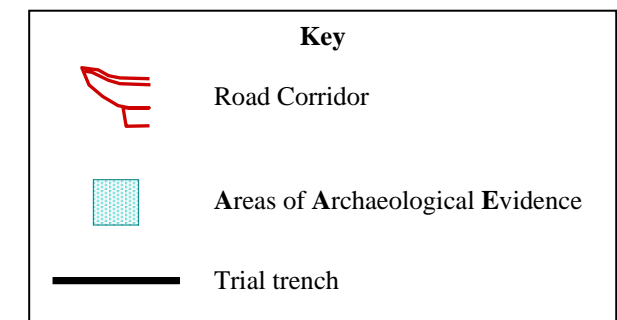 Key
Road Corridor
Areas of Archaeological Evidence
Trial trench